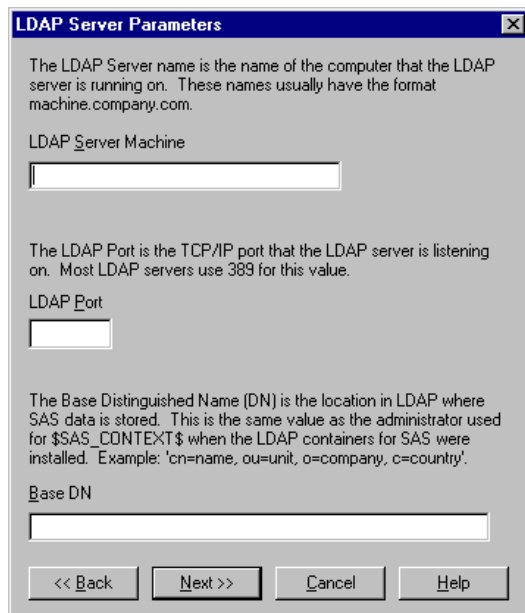 LDAP Server Parameters
The LDAP Server name is the name of the computer that the LDAP
server is running on. These names usually have the format
machine.company.com.
LDAP Server Machine
The LDAP Port is the TCP/IP port that the LDAP server is listening
on. Most LDAP servers use 389 for this value.
LDAP Port
The Base Distinguished Name (DN) is the location in LDAP where
SAS data is stored. This is the same value as the administrator used
for $SAS_CONTEXT$ when the LDAP containers for SAS were
installed. Example: 'cn=name, ou=unit, o=company, c=country'.
Base DN
<< Back Next >> Cancel Help